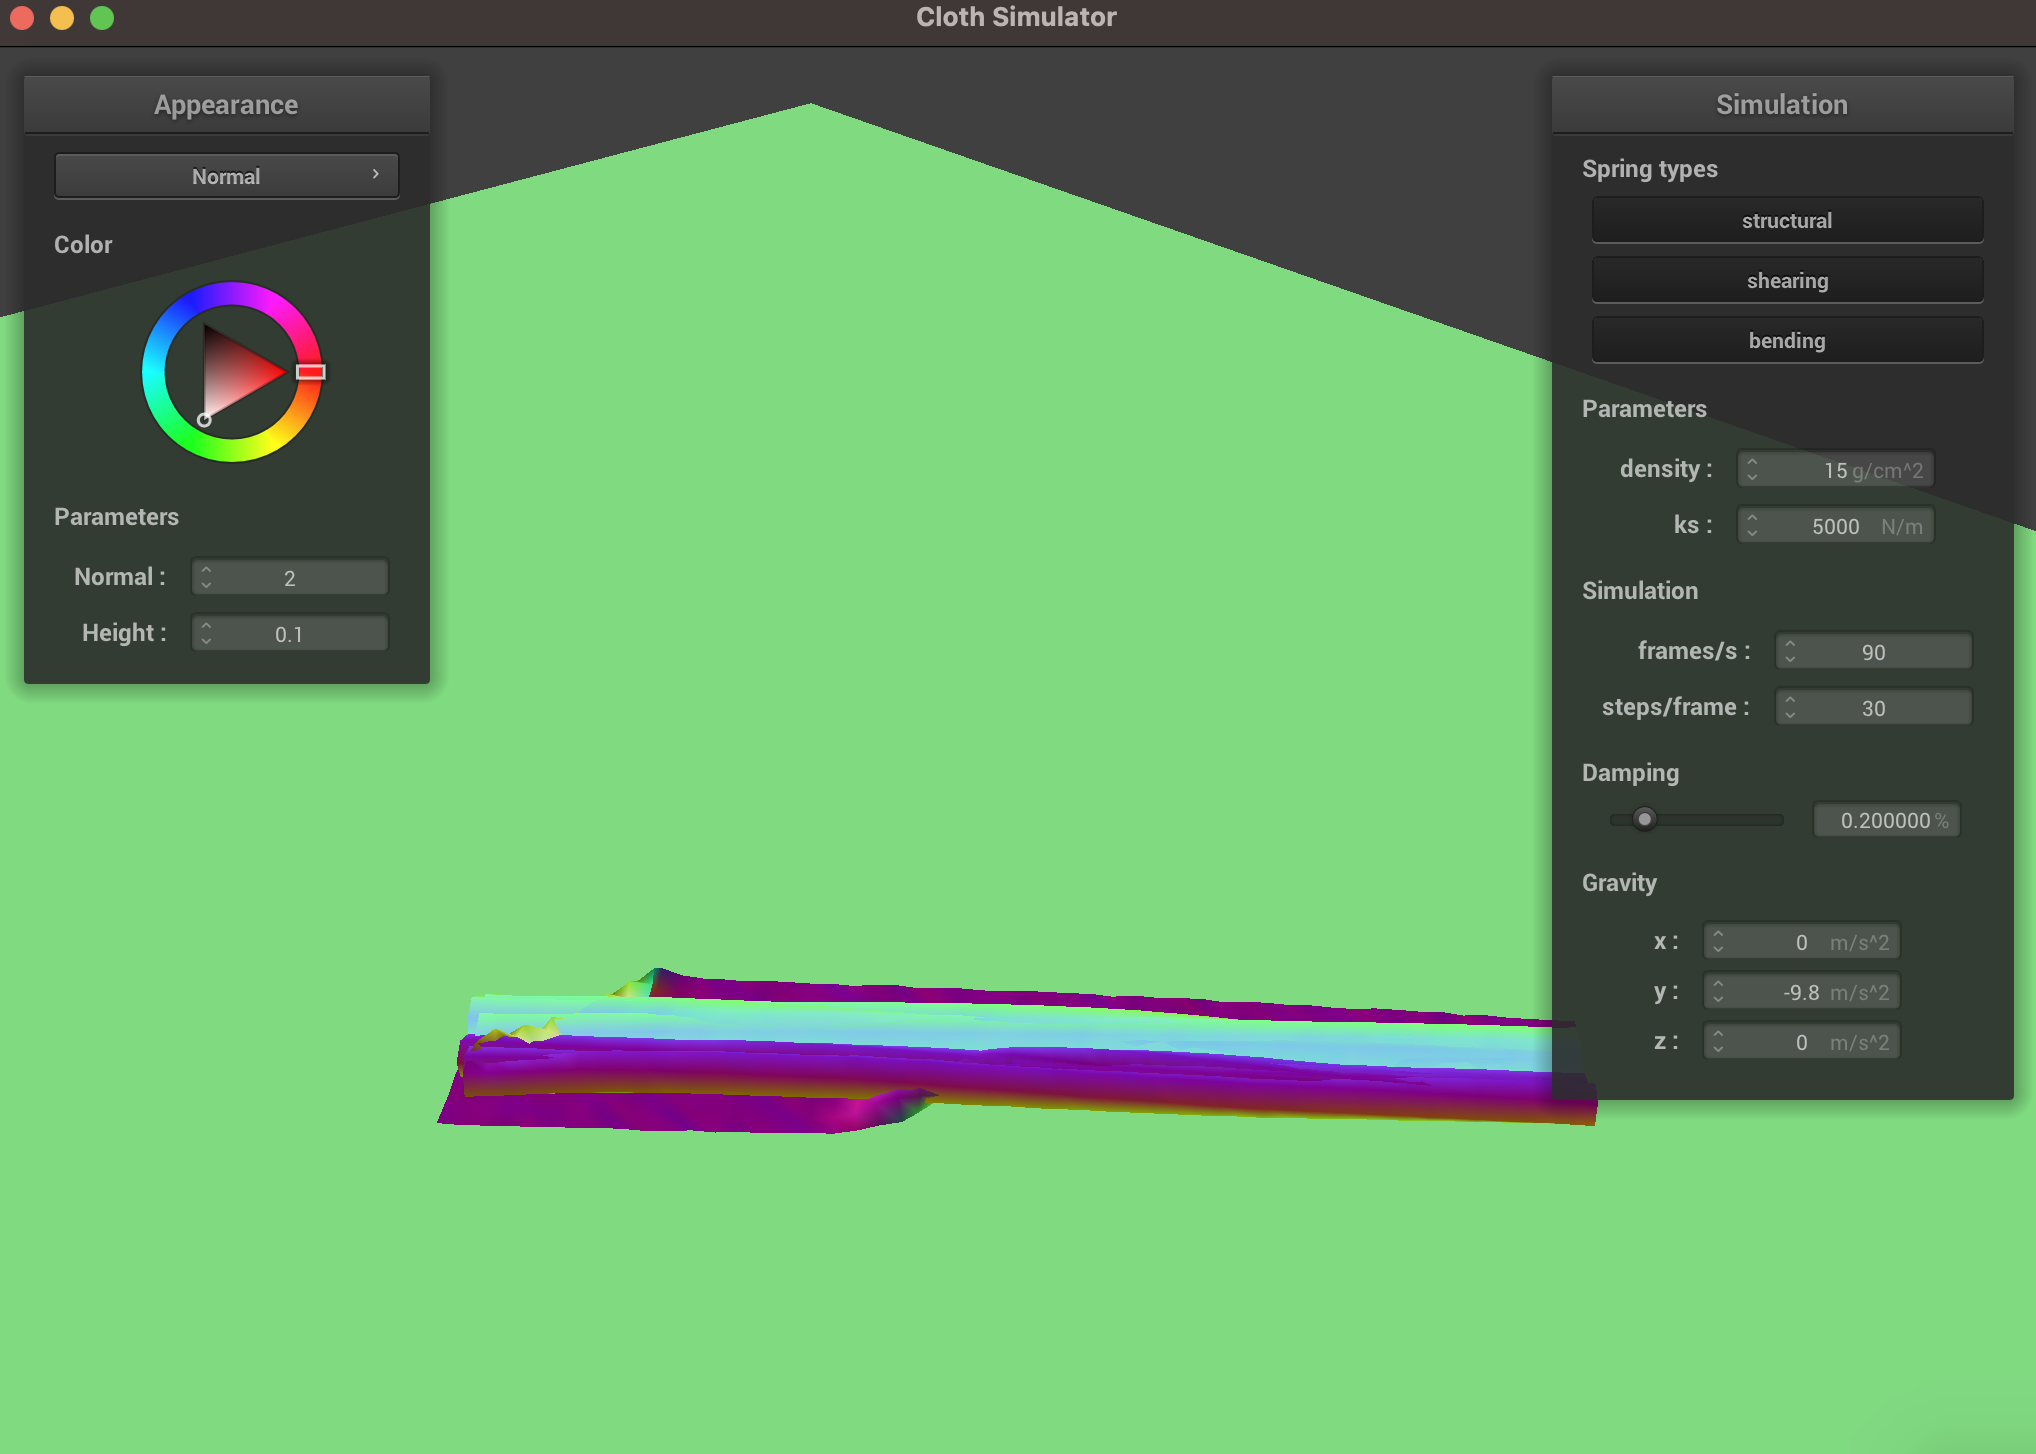 Cloth Simulator
Appearance
Normal
Color
Parameters
Normal :
2
Height :
0.1
Simulation
Spring types
structural
shearing
bending
Parameters
density :
15 g/cm^2
ks :
5000 N/m
Simulation
frames/s :
90
steps/frame :
30
Damping
0.200000 %
Gravity
x :
0 m/s^2
y :
-9.8 m/s^2
z :
0 m/s^2